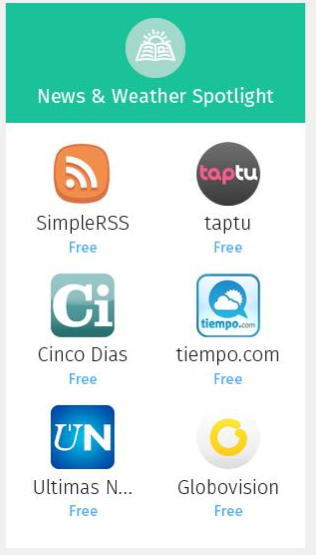 News & Weather Spotlight
taptu
SimpleRSS
taptu
Free
Free
Ci
tiempo.com
Cinco Dias
tiempo.com
Free
Free
UN
Ultimas N...
Globovision
Free
Free